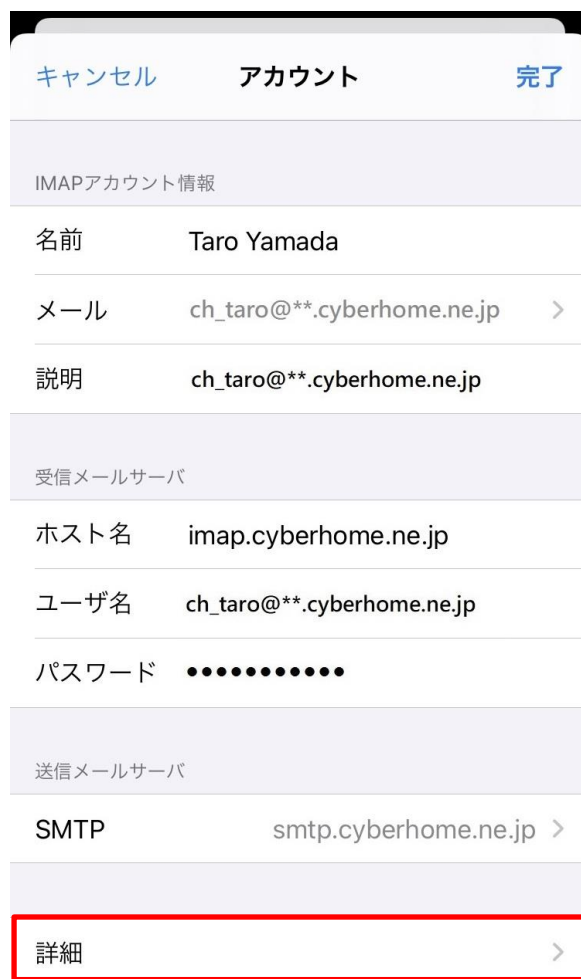 キャンセル アカウント 完了
IMAPアカウント情報
名前 Taro Yamada
メール ch_taro@**.cyberhome.ne.jp
説明 ch_taro@**.cyberhome.ne.jp
受信メールサーバ
ホスト名 imap.cyberhome.ne.jp
ユーザ名 ch_taro@**.cyberhome.ne.jp
パスワード •••••••••••
送信メールサーバ
SMTP smtp.cyberhome.ne.jp
詳細